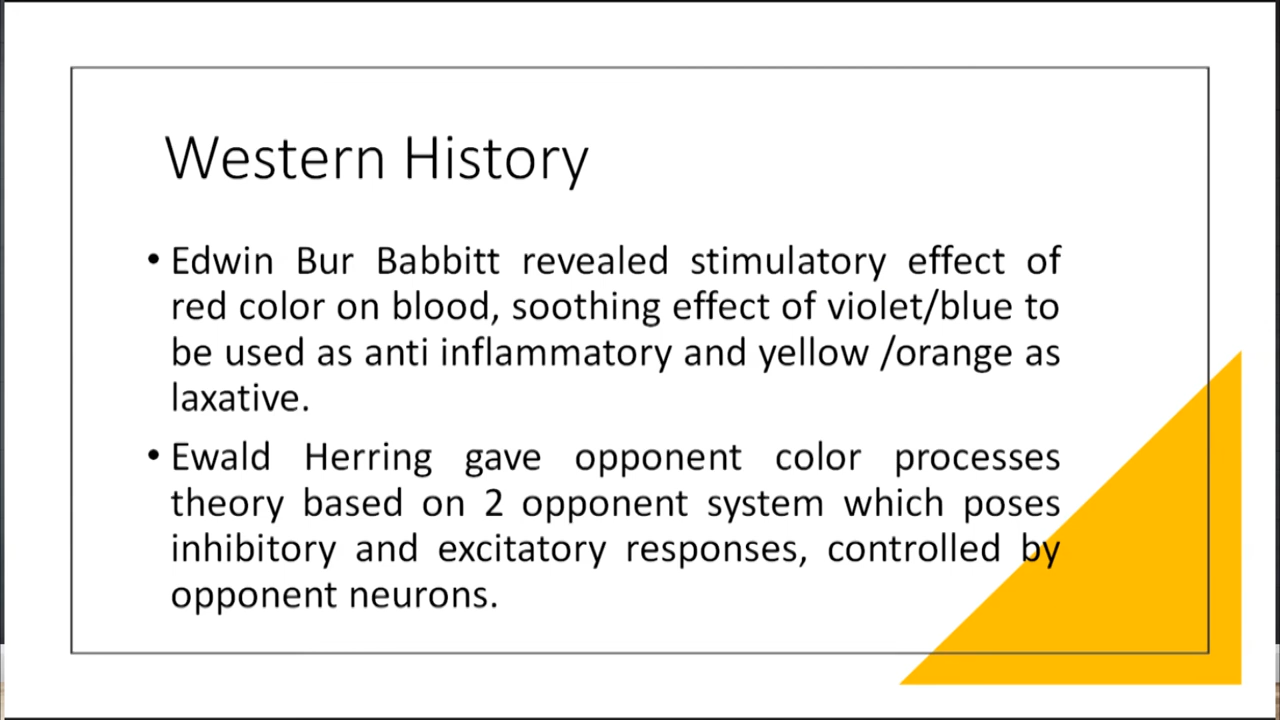 Western History
• Edwin Bur Babbitt revealed stimulatory effect of
red color on blood, soothing effect of violet/blue to
be used as anti inflammatory and yellow /orange as
laxative.
• Ewald Herring gave opponent color processes
theory based on 2 opponent system which poses
inhibitory and excitatory responses, controlled by
opponent neurons.